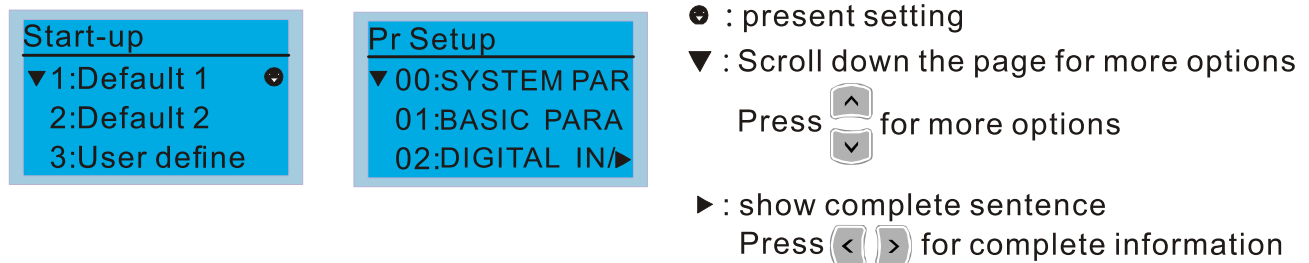 Start-up
▼1:Default 1
2:Default 2
3:User define
Pr Setup
▼00:SYSTEM PAR
01:BASIC PARA
02:DIGITAL IN/▶
: present setting
▼ : Scroll down the page for more options
Press for more options
▶ : show complete sentence
Press < > for complete information